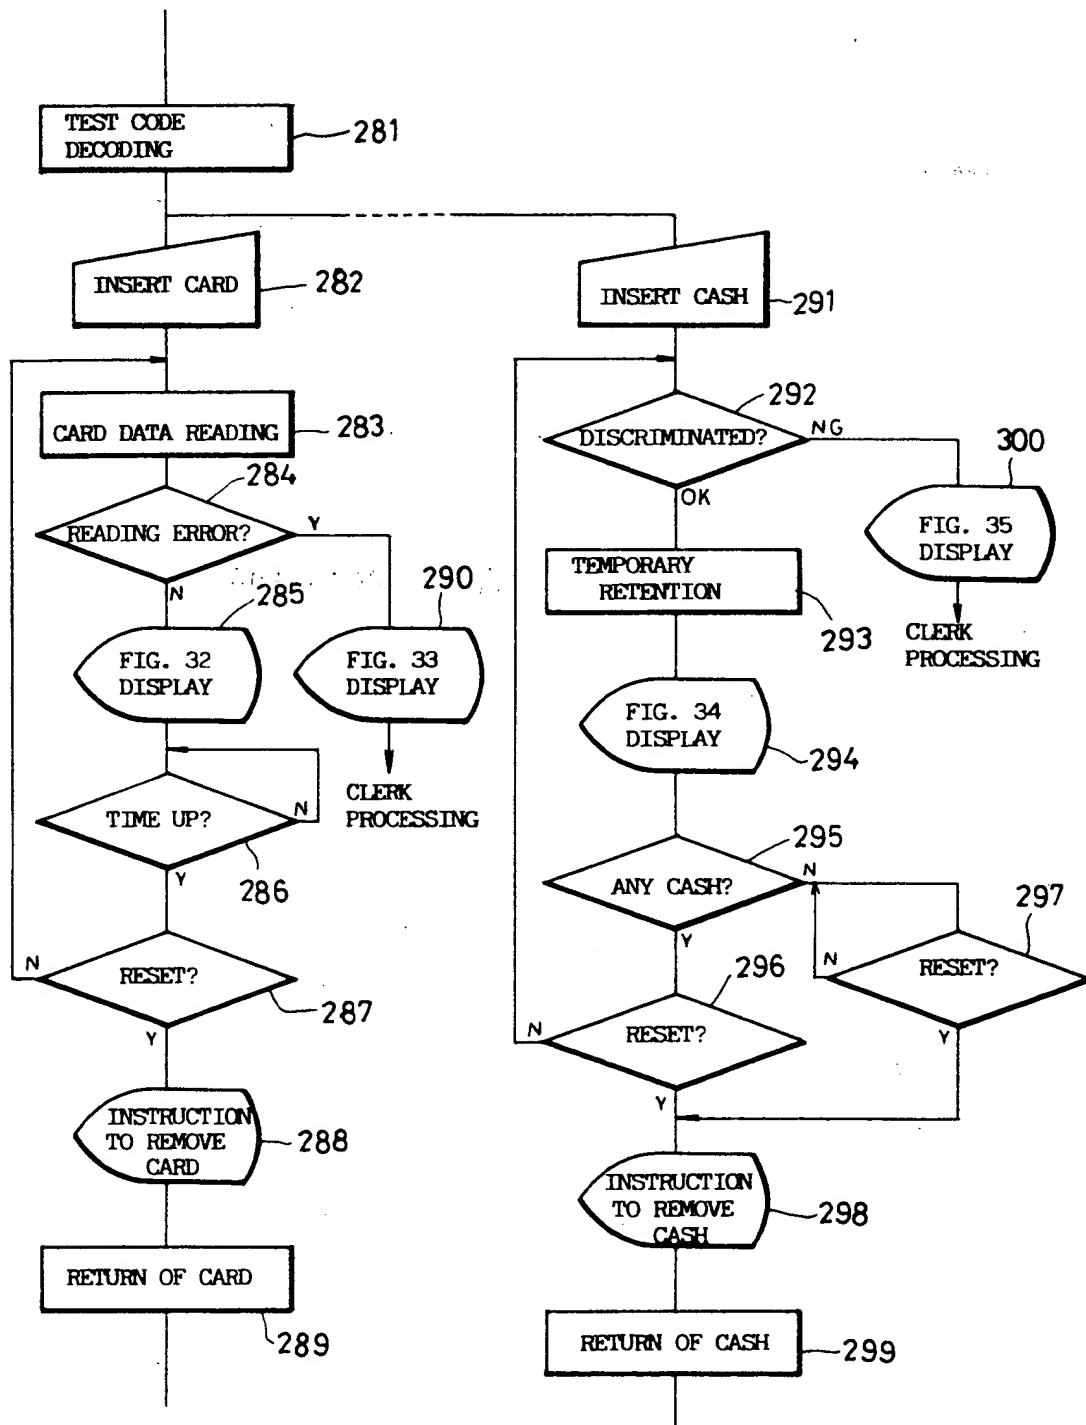 TEST CODE
DECODING
281
INSERT CARD
282
CARD DATA READING
283
284
READING ERROR?
Y
N
285
290
FIG. 32
DISPLAY
FIG. 33
DISPLAY
CLERK
PROCESSING
TIME UP?
N
Y
286
N
RESET?
287
Y
INSTRUCTION
TO REMOVE
CARD
288
RETURN OF CARD
289
INSERT CASH
291
292
DISCRIMINATED?
NG
OK
300
FIG. 35
DISPLAY
CLERK
PROCESSING
TEMPORARY
RETENTION
293
FIG. 34
DISPLAY
294
295
ANY CASH?
N
Y
297
N
RESET?
Y
296
N
RESET?
Y
INSTRUCTION
TO REMOVE
CASH
298
RETURN OF CASH
299